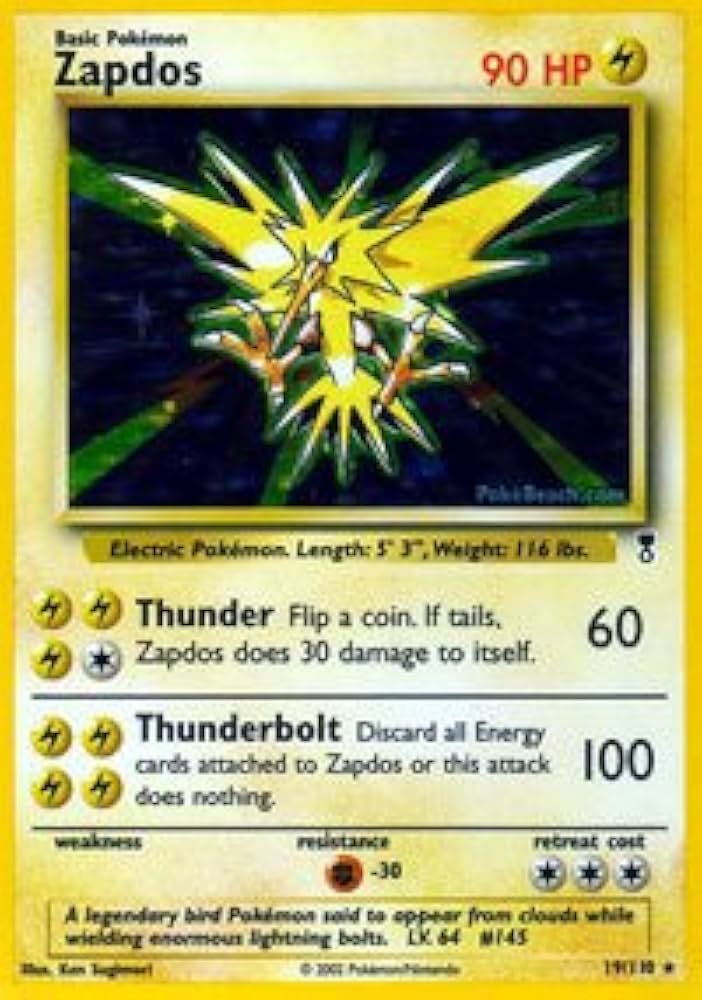 Basic Pokémon
Zapdos 90 HP
PokéBeach.com
Electric Pokémon. Length: 5' 3", Weight: 116 lbs.
Thunder Flip a coin. If tails,
Zapdos does 30 damage to itself.
60
Thunderbolt Discard all Energy
cards attached to Zapdos or this attack
does nothing.
100
weakness resistance retreat cost
-30
A legendary bird Pokémon said to appear from clouds while
wielding enormous lightning bolts. LV. 64 #145
Illus. Ken Sugimori © 2002 Pokémon/Nintendo 19/110